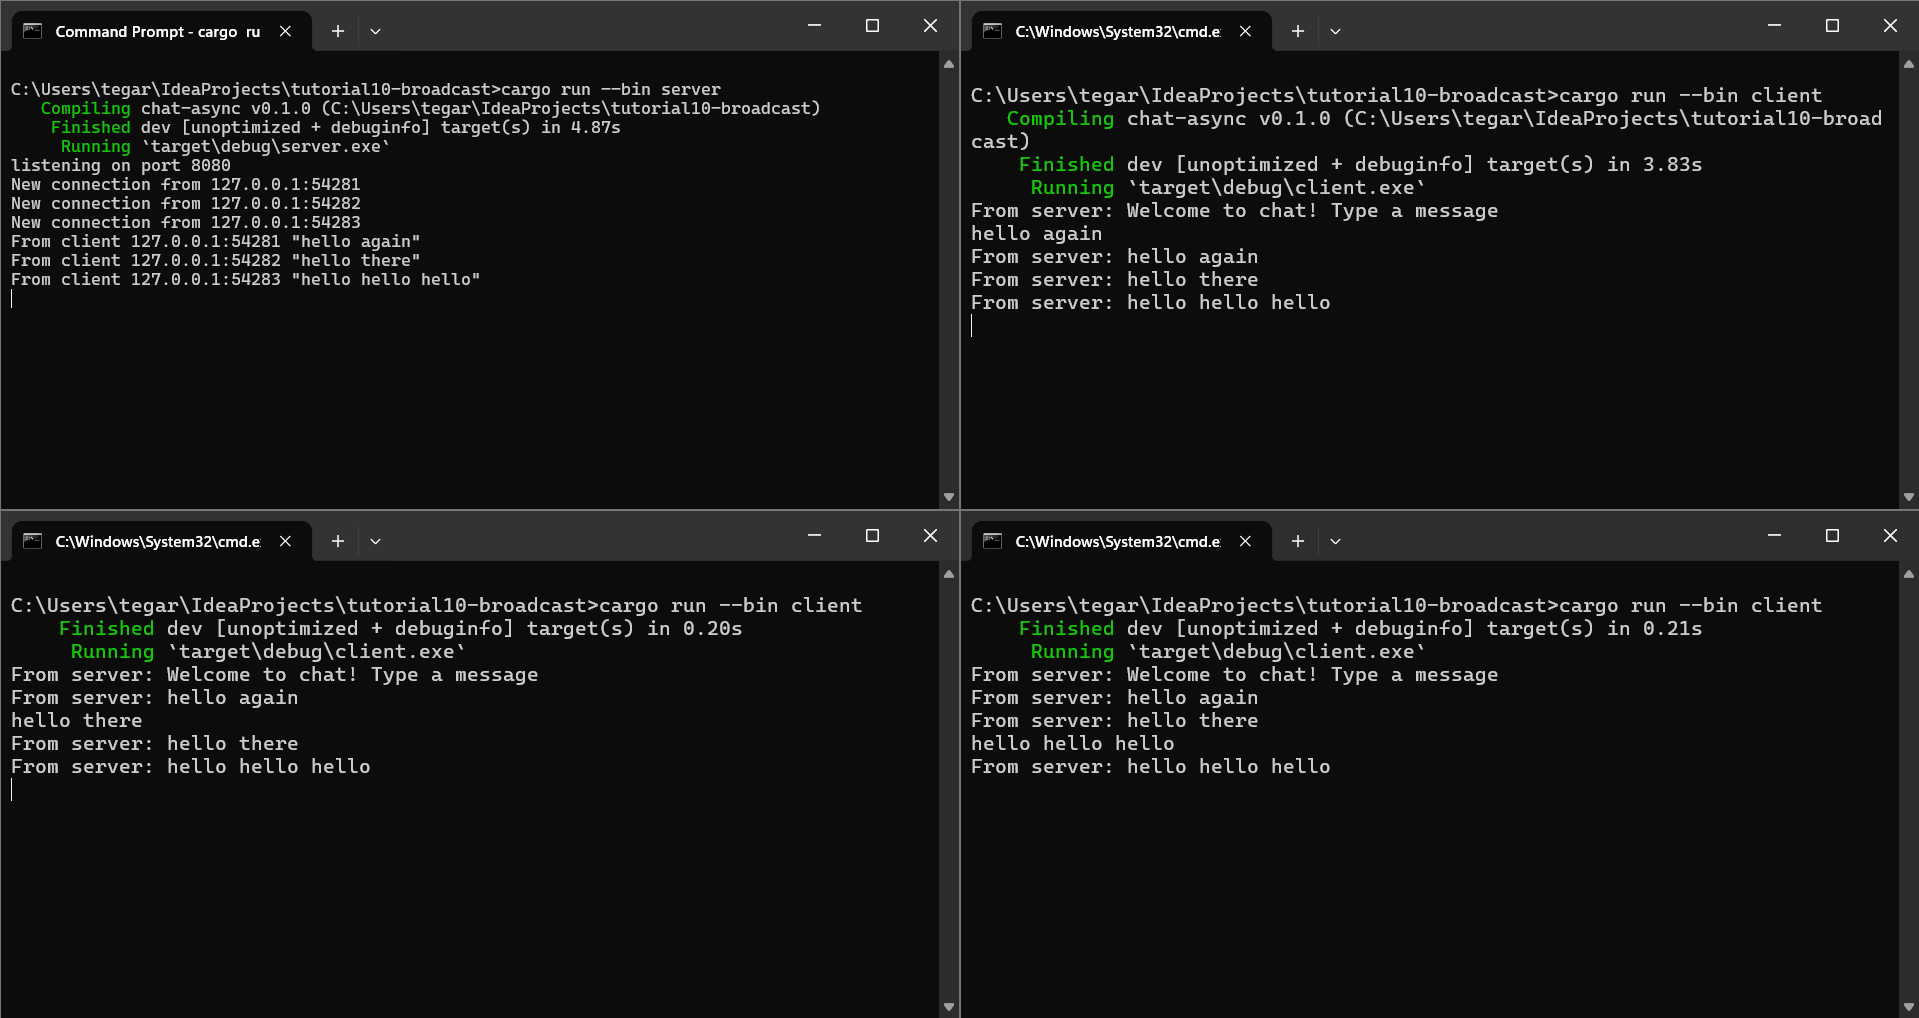 Command Prompt - cargo ru
C:\Users\tegar\IdeaProjects\tutorial10-broadcast>cargo run --bin server
Compiling chat-async v0.1.0 (C:\Users\tegar\IdeaProjects\tutorial10-broadcast)
Finished dev [unoptimized + debuginfo] target(s) in 4.87s
Running `target\debug\server.exe`
listening on port 8080
New connection from 127.0.0.1:54281
New connection from 127.0.0.1:54282
New connection from 127.0.0.1:54283
From client 127.0.0.1:54281 "hello again"
From client 127.0.0.1:54282 "hello there"
From client 127.0.0.1:54283 "hello hello hello"
C:\Windows\System32\cmd.e
C:\Users\tegar\IdeaProjects\tutorial10-broadcast>cargo run --bin client
Compiling chat-async v0.1.0 (C:\Users\tegar\IdeaProjects\tutorial10-broad
cast)
Finished dev [unoptimized + debuginfo] target(s) in 3.83s
Running `target\debug\client.exe`
From server: Welcome to chat! Type a message
hello again
From server: hello again
From server: hello there
From server: hello hello hello
C:\Windows\System32\cmd.e
C:\Users\tegar\IdeaProjects\tutorial10-broadcast>cargo run --bin client
Finished dev [unoptimized + debuginfo] target(s) in 0.20s
Running `target\debug\client.exe`
From server: Welcome to chat! Type a message
From server: hello again
hello there
From server: hello there
From server: hello hello hello
C:\Windows\System32\cmd.e
C:\Users\tegar\IdeaProjects\tutorial10-broadcast>cargo run --bin client
Finished dev [unoptimized + debuginfo] target(s) in 0.21s
Running `target\debug\client.exe`
From server: Welcome to chat! Type a message
From server: hello again
From server: hello there
hello hello hello
From server: hello hello hello